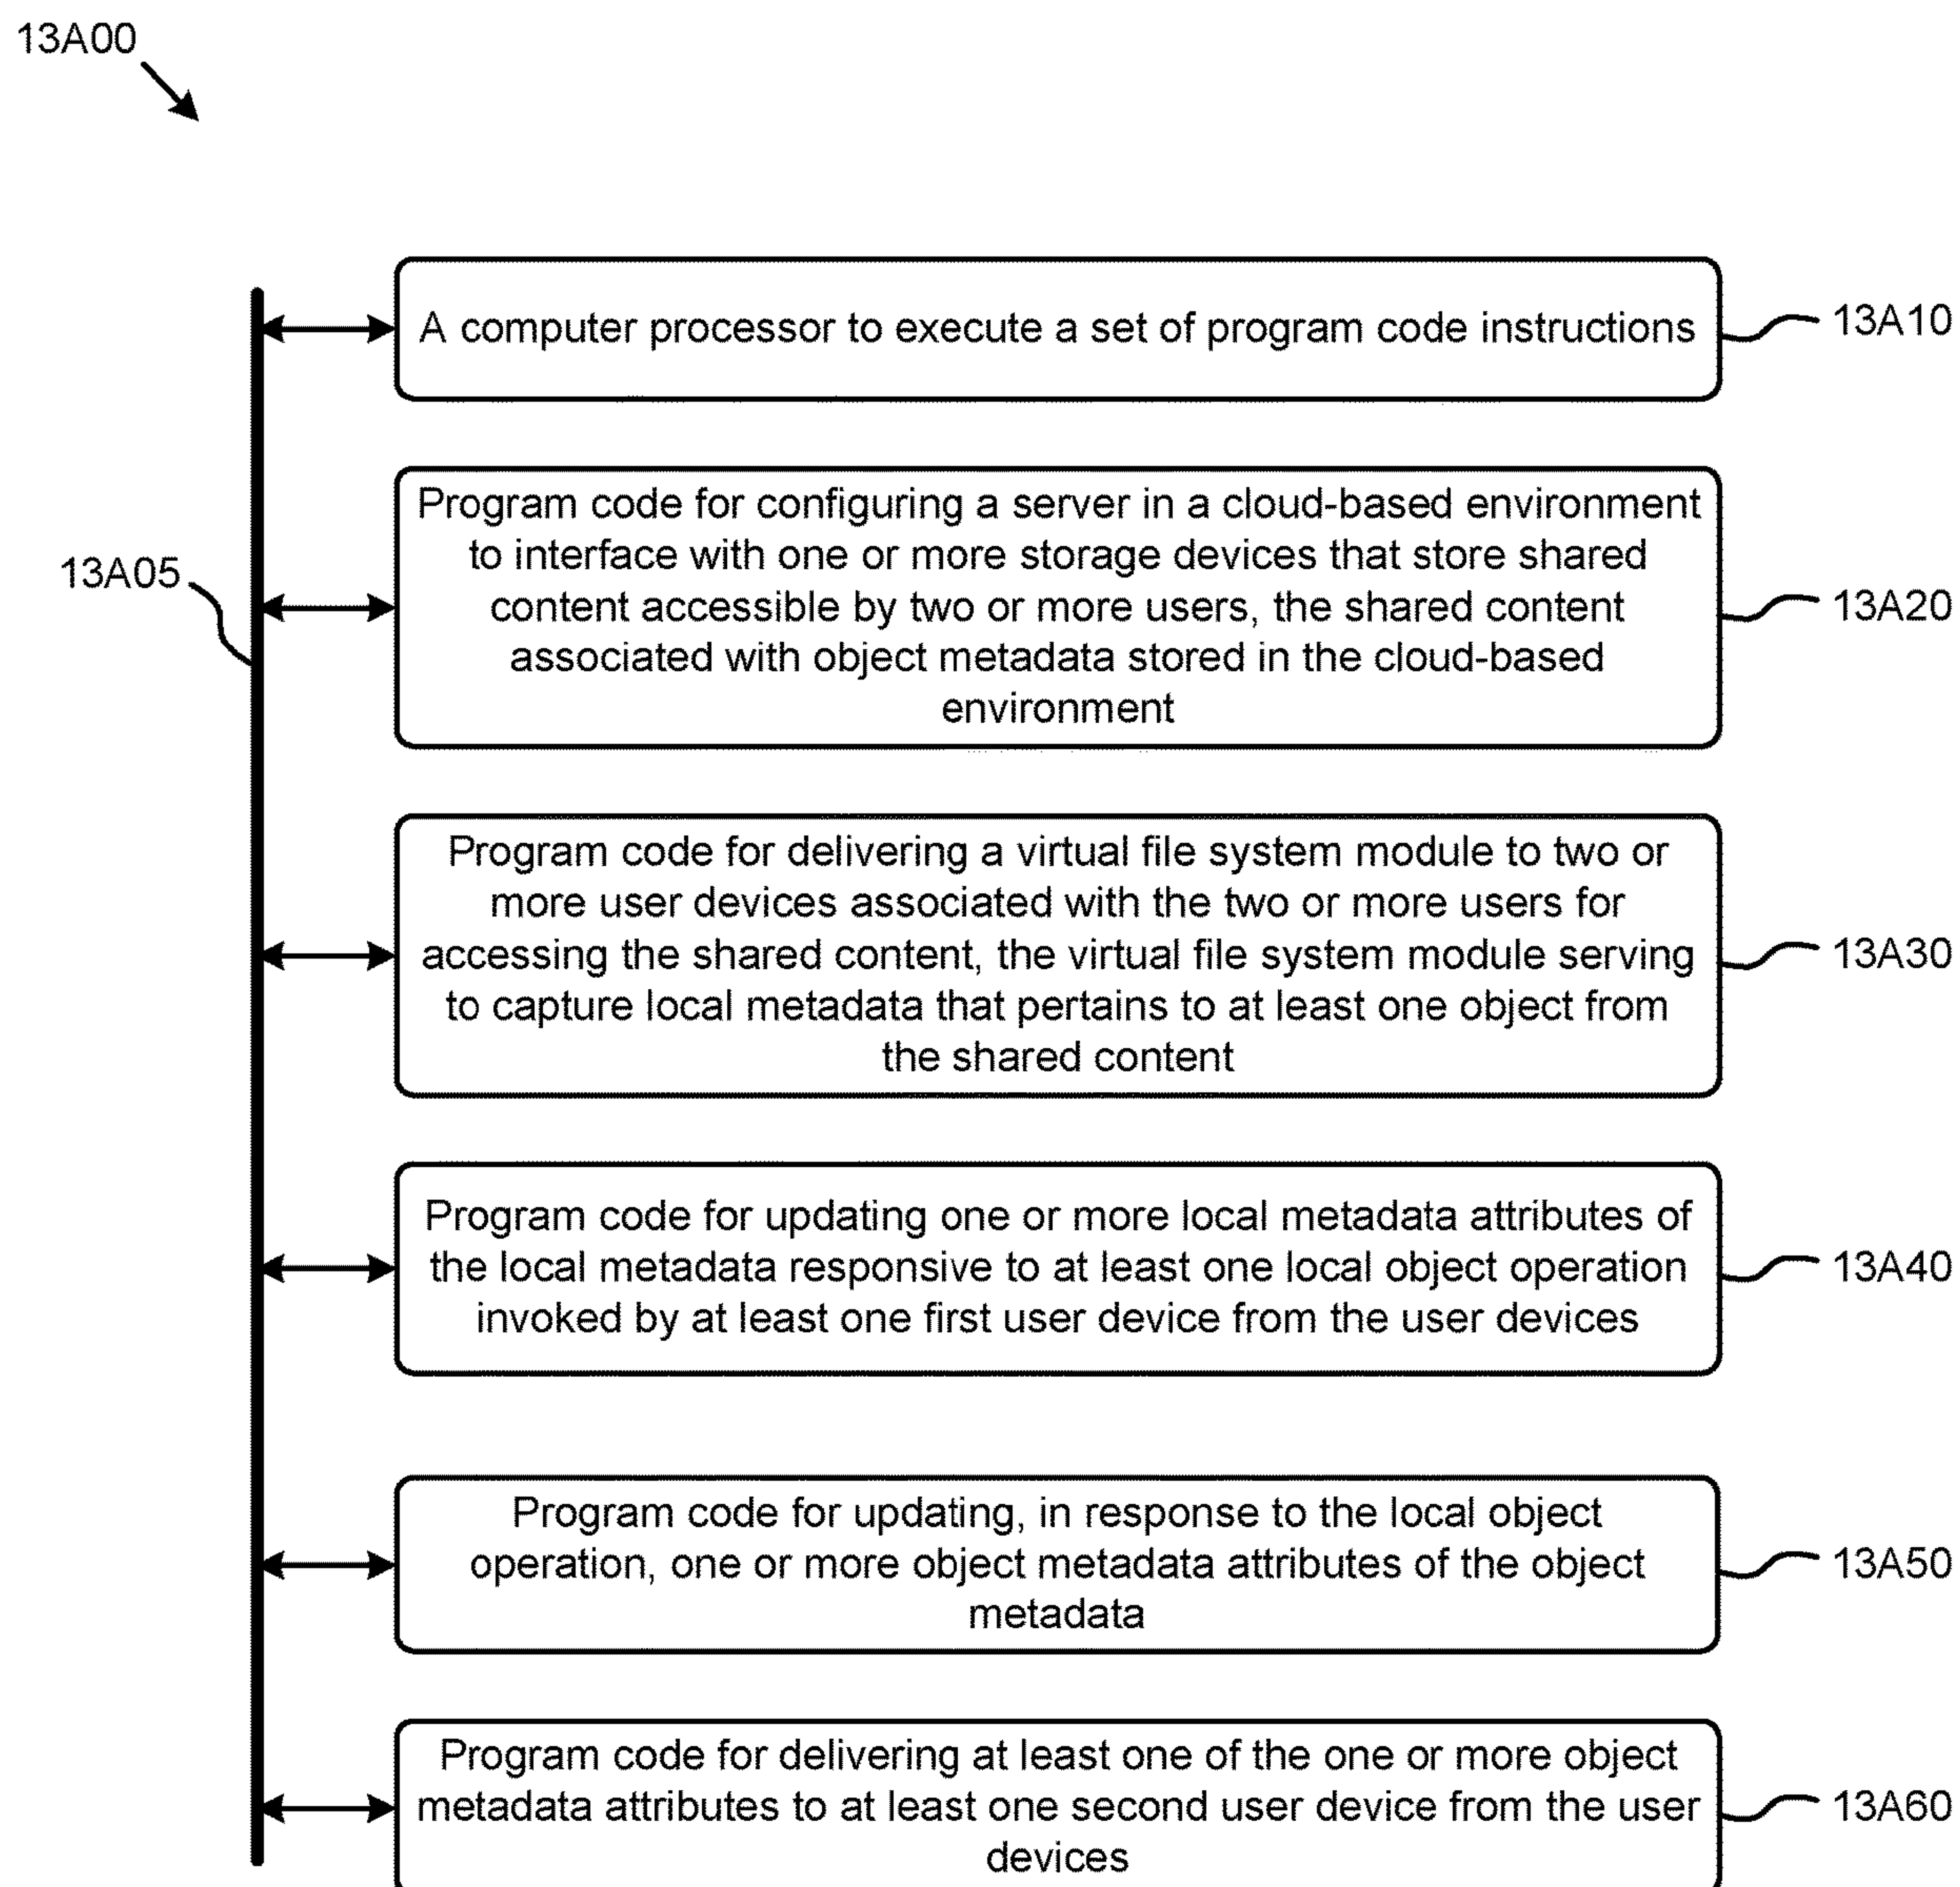 13A00
A computer processor to execute a set of program code instructions
13A10
Program code for configuring a server in a cloud-based environment
to interface with one or more storage devices that store shared
content accessible by two or more users, the shared content
associated with object metadata stored in the cloud-based
environment
13A20
13A05
Program code for delivering a virtual file system module to two or
more user devices associated with the two or more users for
accessing the shared content, the virtual file system module serving
to capture local metadata that pertains to at least one object from
the shared content
13A30
Program code for updating one or more local metadata attributes of
the local metadata responsive to at least one local object operation
invoked by at least one first user device from the user devices
13A40
Program code for updating, in response to the local object
operation, one or more object metadata attributes of the object
metadata
13A50
Program code for delivering at least one of the one or more object
metadata attributes to at least one second user device from the user
devices
13A60